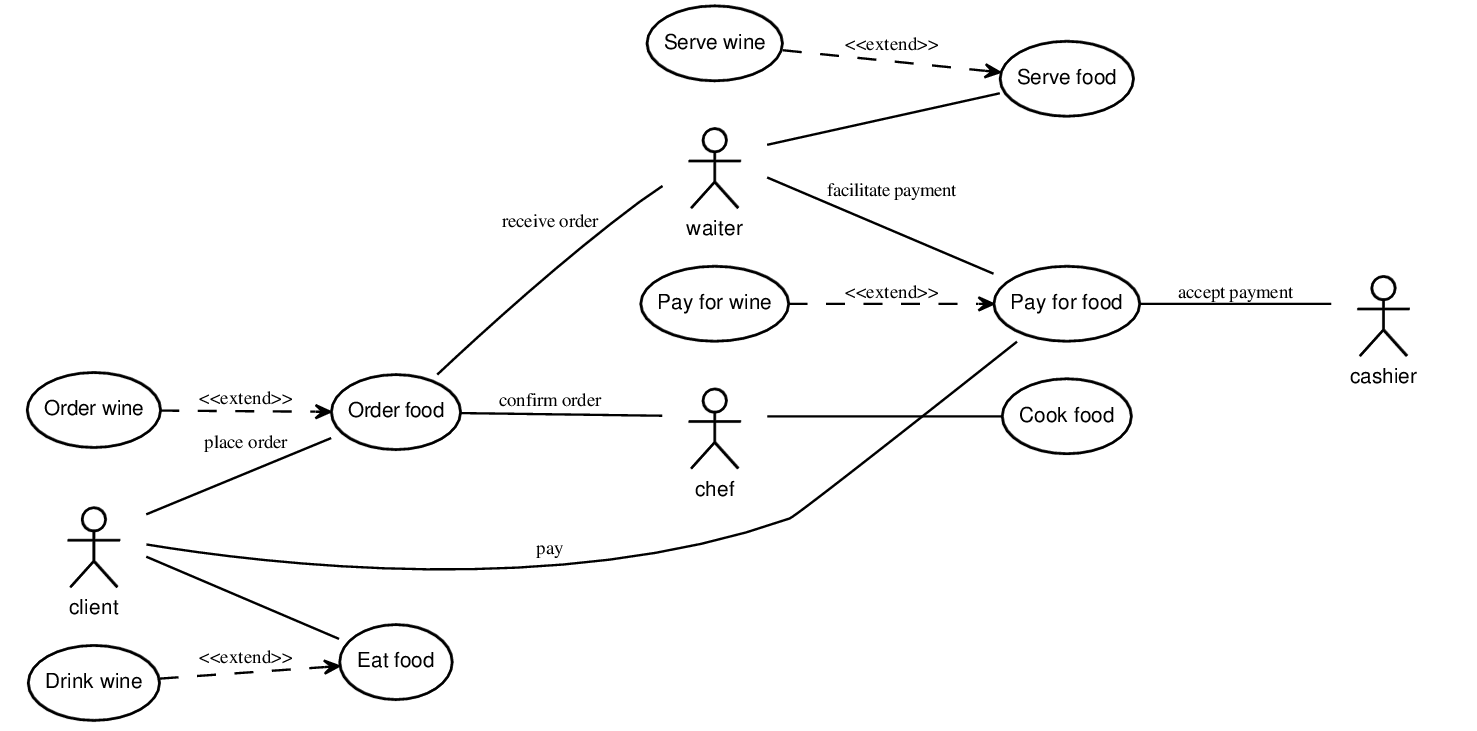 Serve wine
<<extend>>
Serve food
facilitate payment
receive order
waiter
Pay for wine
<<extend>>
Pay for food
accept payment
cashier
Order wine
<<extend>>
Order food
confirm order
Cook food
place order
chef
pay
client
<<extend>>
Eat food
Drink wine